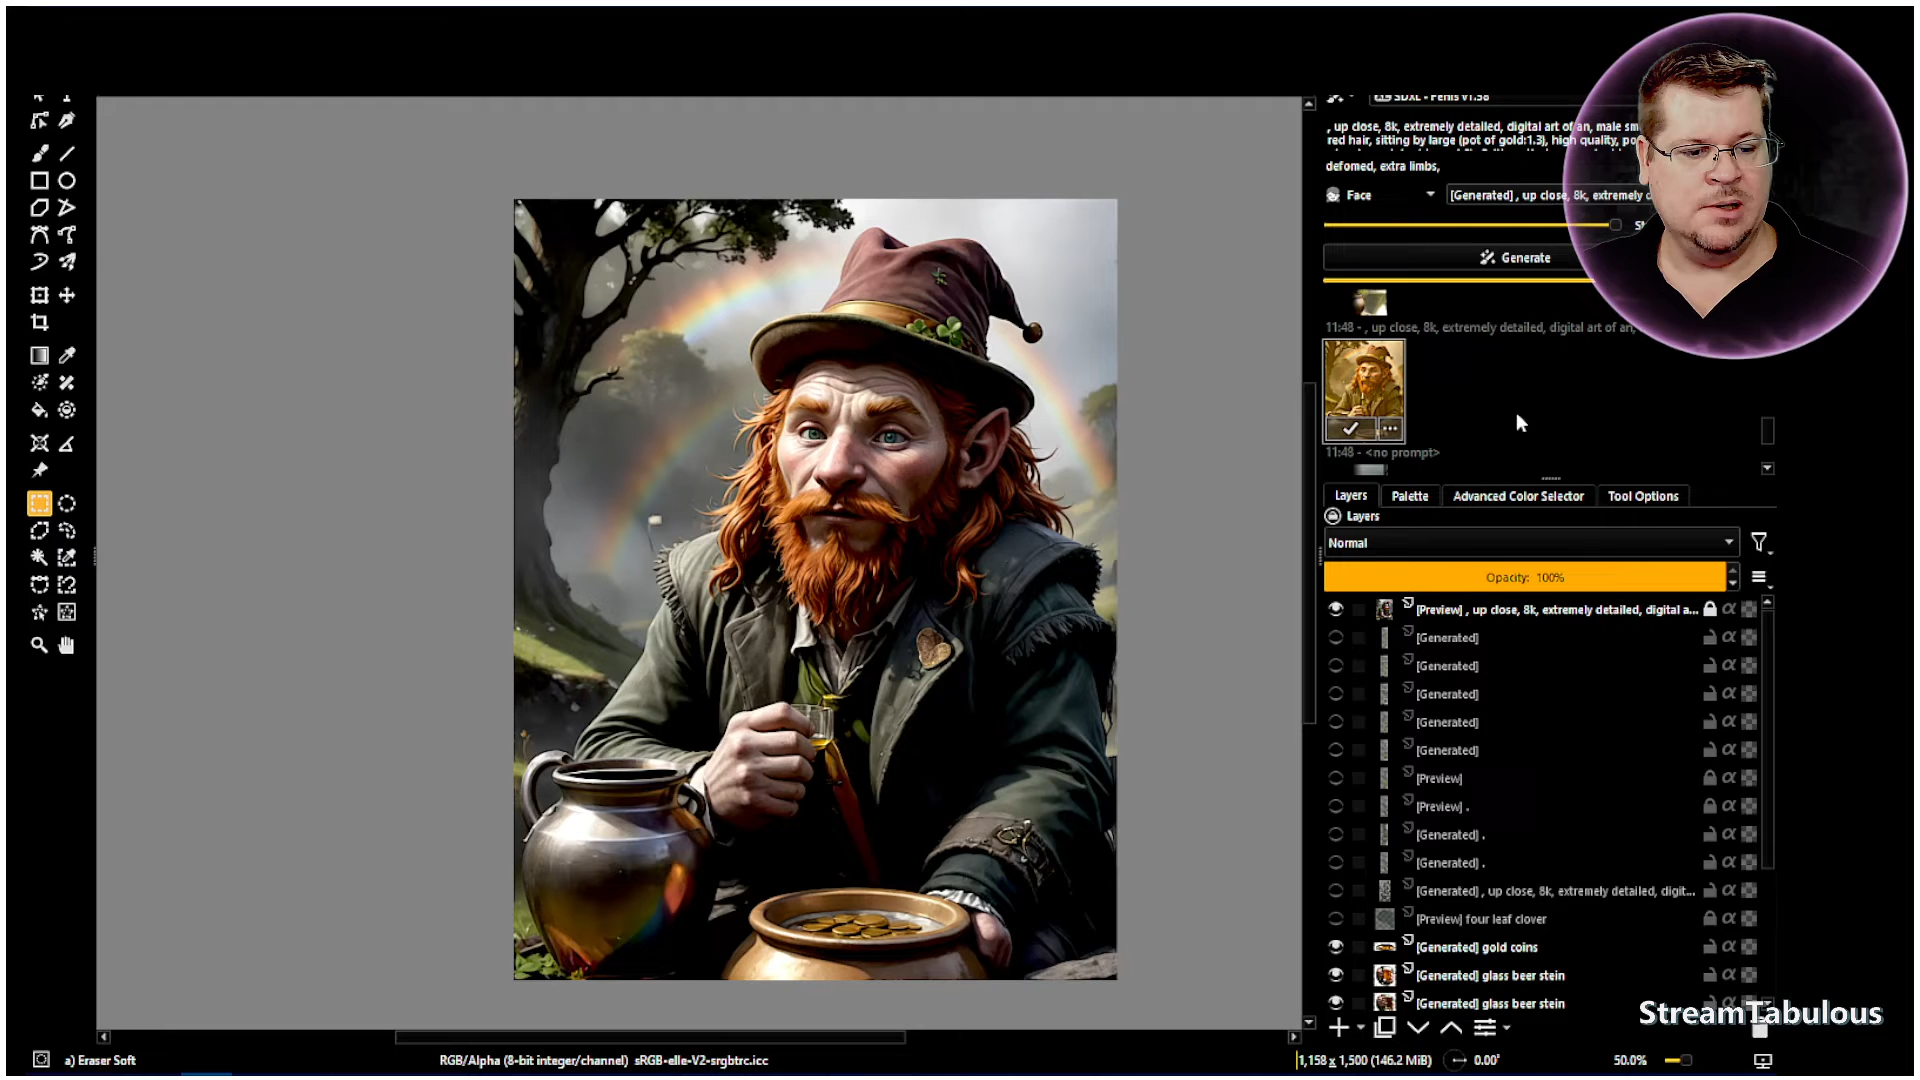 , up close, 8k, extremely detailed, digital art of an, male sm
red hair, sitting by large (pot of gold:1.3), high quality, po
defomed, extra limbs,
Face
[Generated] , up close, 8k, extremely d
St
Generate
11:48 - , up close, 8k, extremely detailed, digital art of an,
11:48 - <no prompt>
Layers Palette Advanced Color Selector Tool Options
Layers
Normal
Opacity: 100%
[Preview] , up close, 8k, extremely detailed, digital a...
[Generated]
[Generated]
[Generated]
[Generated]
[Generated]
[Preview]
[Preview] .
[Generated] .
[Generated] .
[Generated] , up close, 8k, extremely detailed, digit...
[Preview] four leaf clover
[Generated] gold coins
[Generated] glass beer stein
[Generated] glass beer stein
StreamTabulous
a) Eraser Soft
RGB/Alpha (8-bit integer/channel) sRGB-elle-V2-srgbtrc.icc
1,158 x 1,500 (146.2 MiB)
0.00°
50.0%